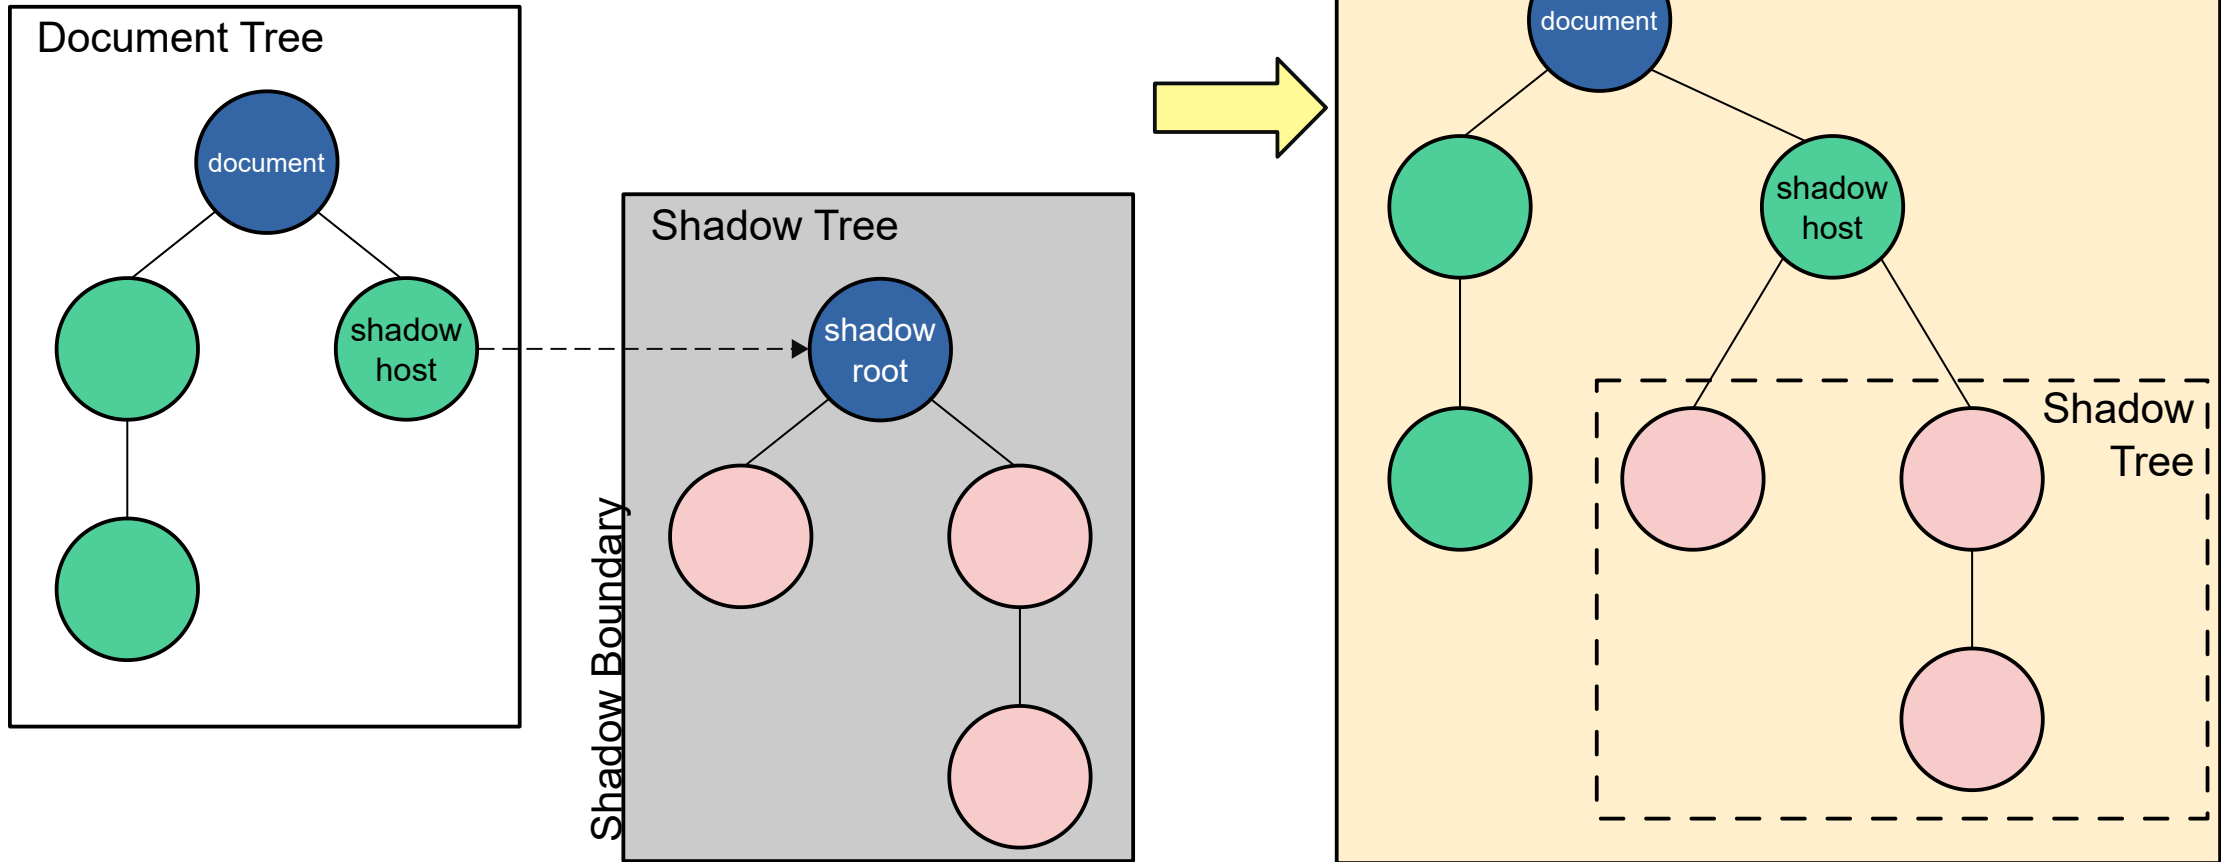 Document Tree
document
shadow
host
Shadow Tree
shadow
root
Shadow Boundary
document
shadow
host
Shadow
Tree